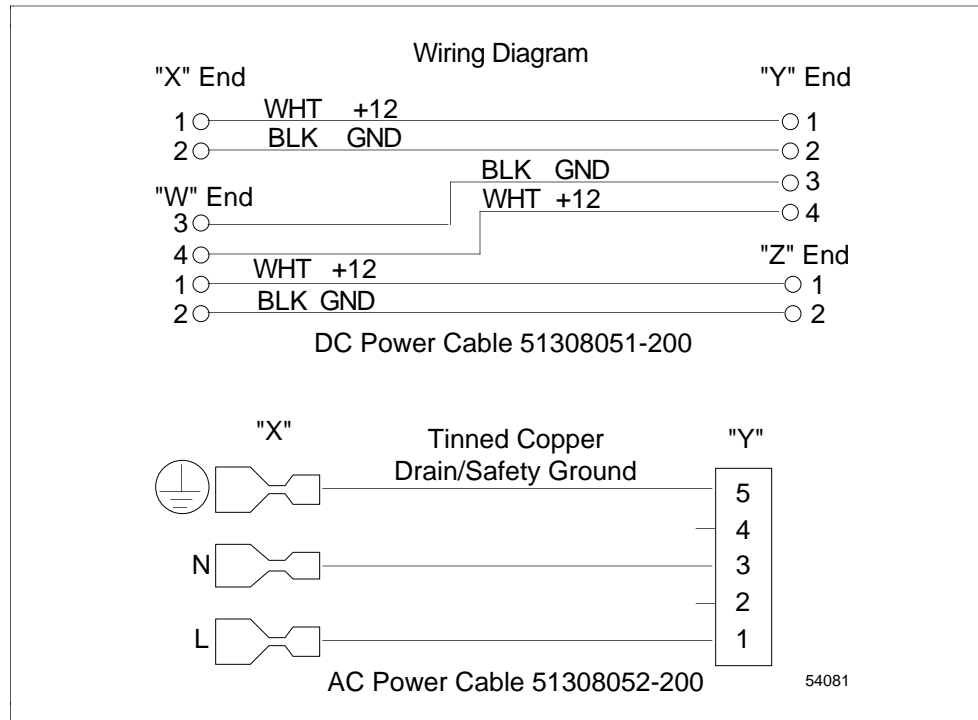 Wiring Diagram
"X" End "Y" End
WHT +12
1 1
BLK GND
2 2
BLK GND
3
"W" End WHT +12
3 4
4 "Z" End
WHT +12
1 1
BLK GND
2 2
DC Power Cable 51308051-200
"X" Tinned Copper "Y"
Drain/Safety Ground
5
4
N 3
2
L 1
AC Power Cable 51308052-200 54081